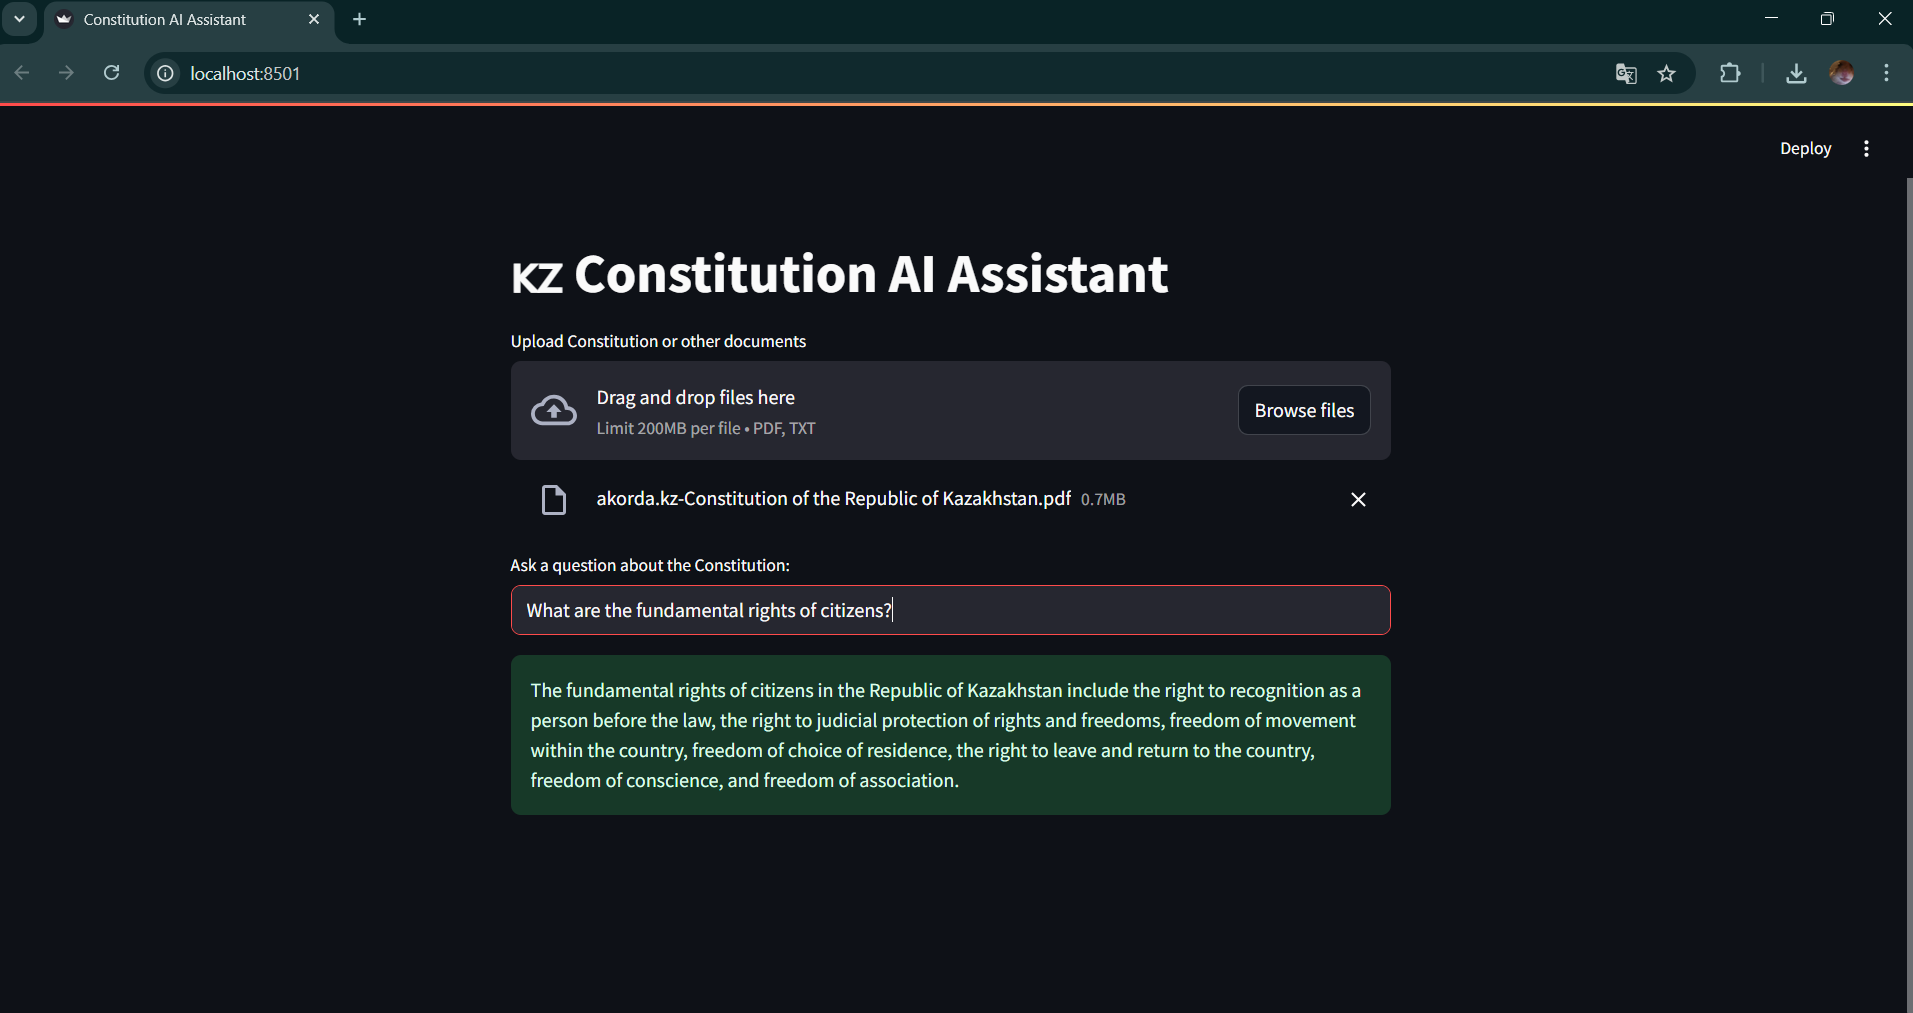 Constitution AI Assistant
localhost:8501
Deploy
KZ Constitution AI Assistant
Upload Constitution or other documents
Drag and drop files here
Limit 200MB per file • PDF, TXT
Browse files
akorda.kz-Constitution of the Republic of Kazakhstan.pdf 0.7MB
Ask a question about the Constitution:
What are the fundamental rights of citizens?
The fundamental rights of citizens in the Republic of Kazakhstan include the right to recognition as a
person before the law, the right to judicial protection of rights and freedoms, freedom of movement
within the country, freedom of choice of residence, the right to leave and return to the country,
freedom of conscience, and freedom of association.